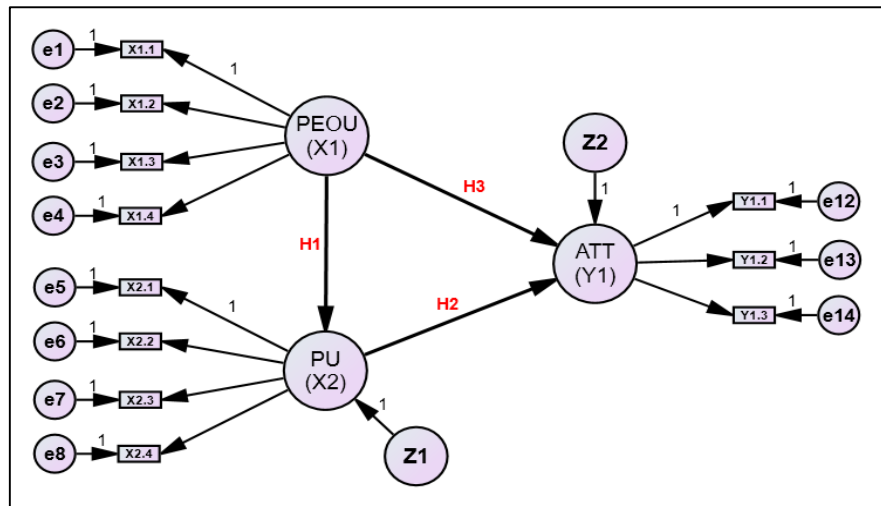 e1 1 X1.1
1
e2 1 X1.2
e3 1 X1.3
e4 1 X1.4
PEOU
(X1)
H1
H3
H2
Z2
1
ATT
(Y1)
1
Y1.1 1 e12
Y1.2 1 e13
Y1.3 1 e14
e5 1 X2.1
1
e6 1 X2.2
e7 1 X2.3
e8 1 X2.4
PU
(X2)
1
Z1